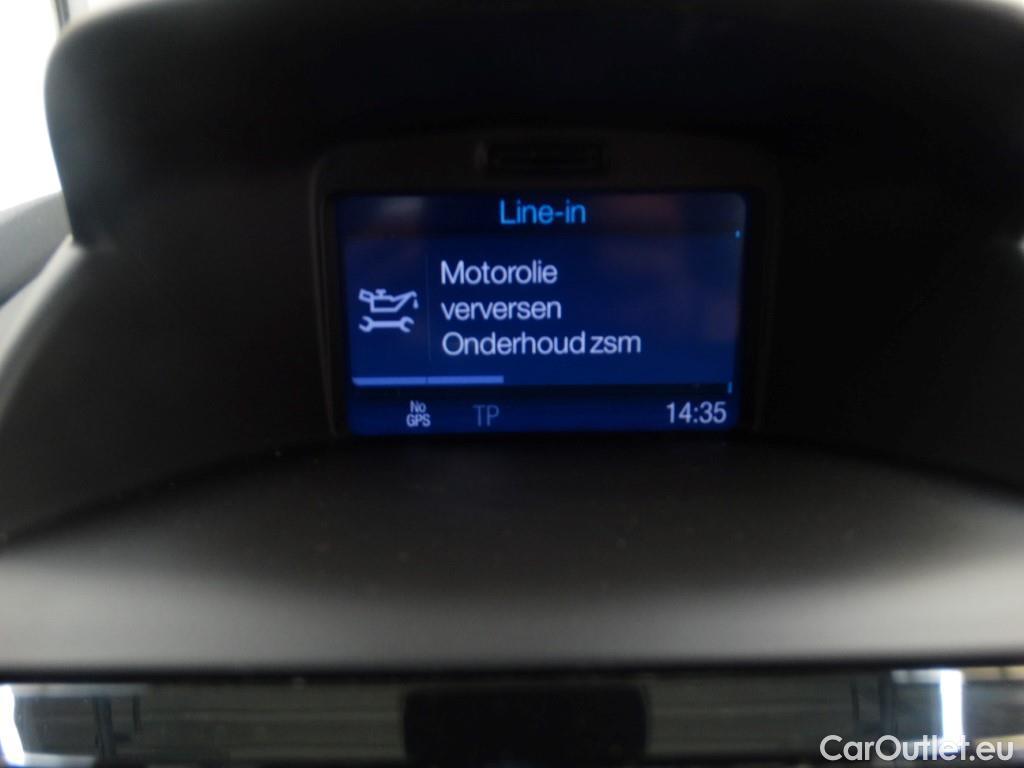 Line-in
Motorolie
verversen
Onderhoud zsm
No
GPS
TP
14:35
CarOutlet.eu